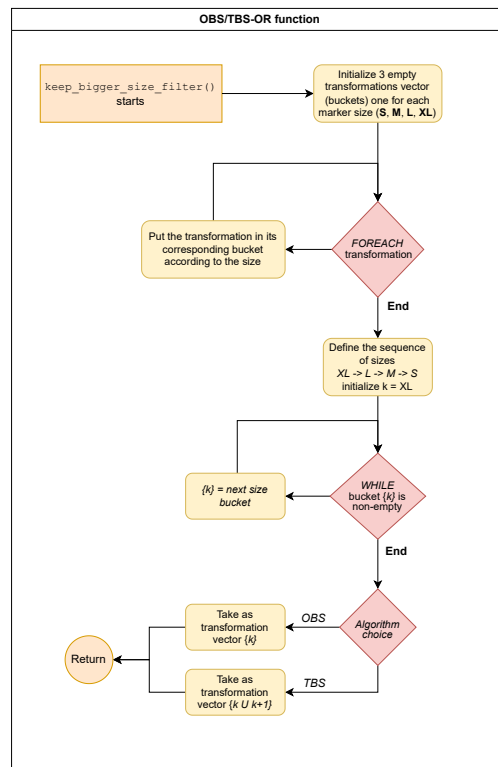 OBS/TBS-OR function
keep_bigger_size_filter()
starts
Initialize 3 empty
transformations vector
(buckets) one for each
marker size (S, M, L, XL)
Put the transformation in its
corresponding bucket
according to the size
FOREACH
transformation
End
Define the sequence
of sizes
XL -> L -> M -> S
initialize k = XL
{k} = next size
bucket
WHILE
bucket {k} is
non-empty
End
Take as
transformation
vector {k}
OBS
Algorithm
choice
Return
Take as
transformation
vector {k U k+1}
TBS